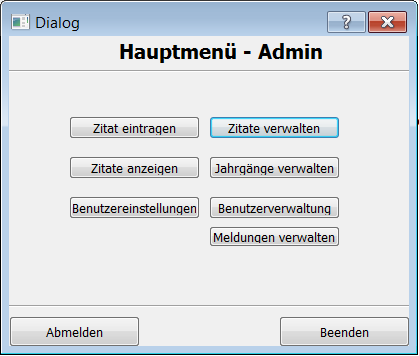 Dialog
Hauptmenü - Admin
Zitat eintragen
Zitate verwalten
Zitate anzeigen
Jahrgänge verwalten
Benutzereinstellungen
Benutzerverwaltung
Meldungen verwalten
Abmelden
Beenden